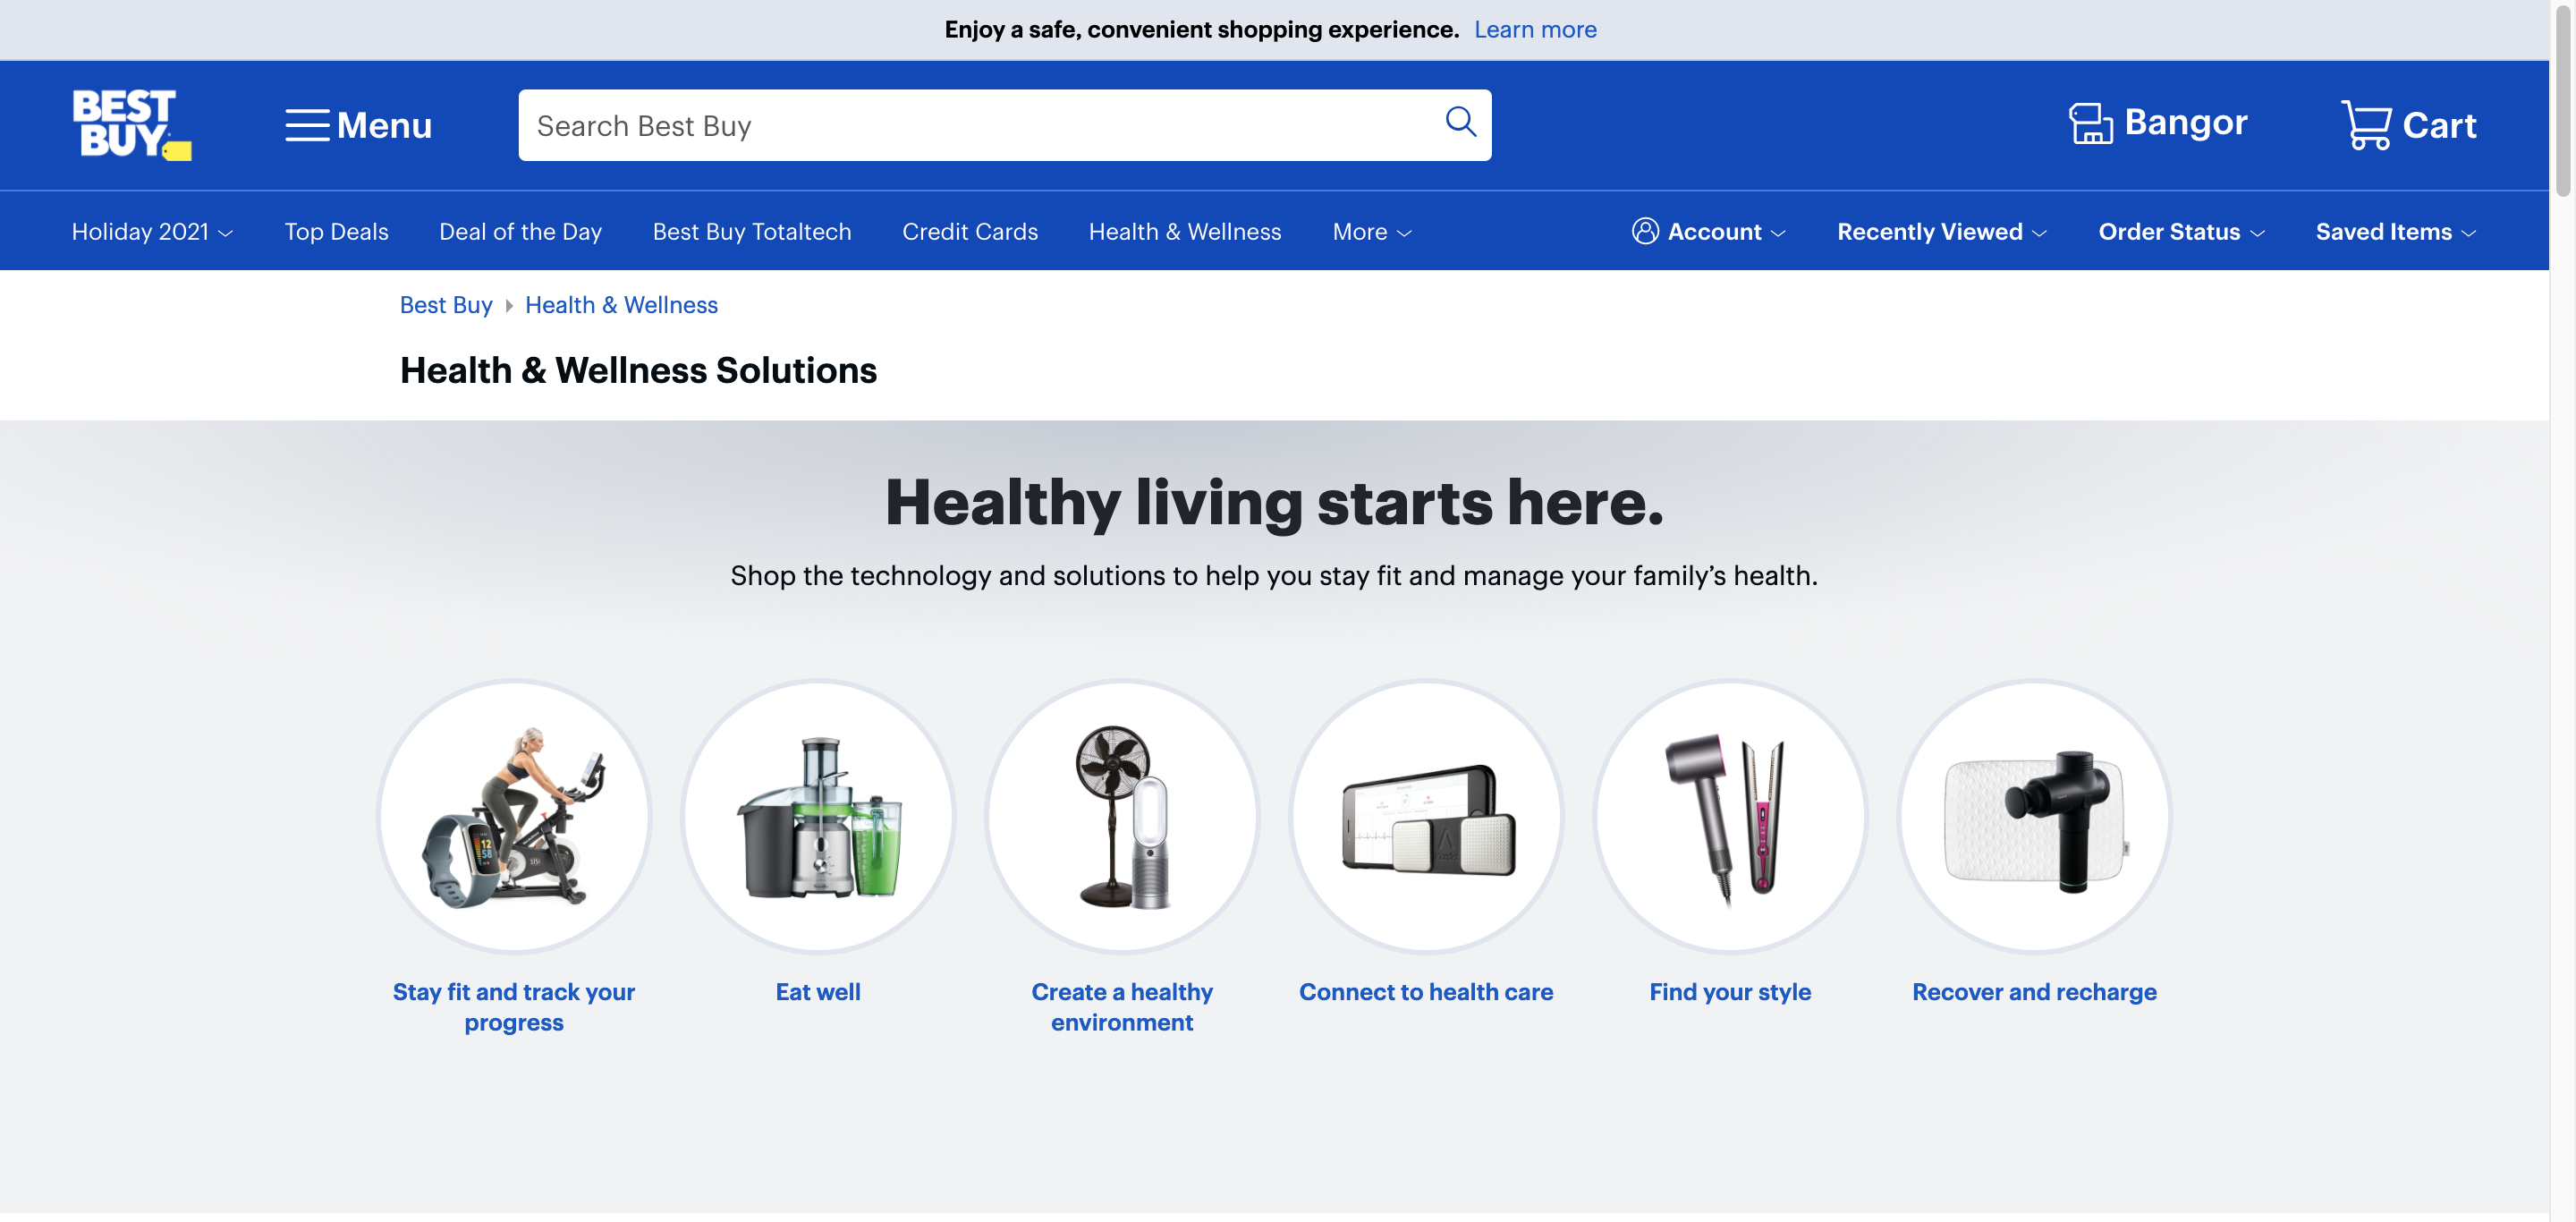 Enjoy a safe, convenient shopping experience. Learn more
BEST
BUY
Menu
Search Best Buy
Bangor
Cart
Holiday 2021
Top Deals
Deal of the Day
Best Buy Totaltech
Credit Cards
Health & Wellness
More
Account
Recently Viewed
Order Status
Saved Items
Best Buy
Health & Wellness
Health & Wellness Solutions
Healthy living starts here.
Shop the technology and solutions to help you stay fit and manage your family’s health.
12
58
Stay fit and track your
progress
Eat well
Create a healthy
environment
Connect to health care
Find your style
Recover and recharge